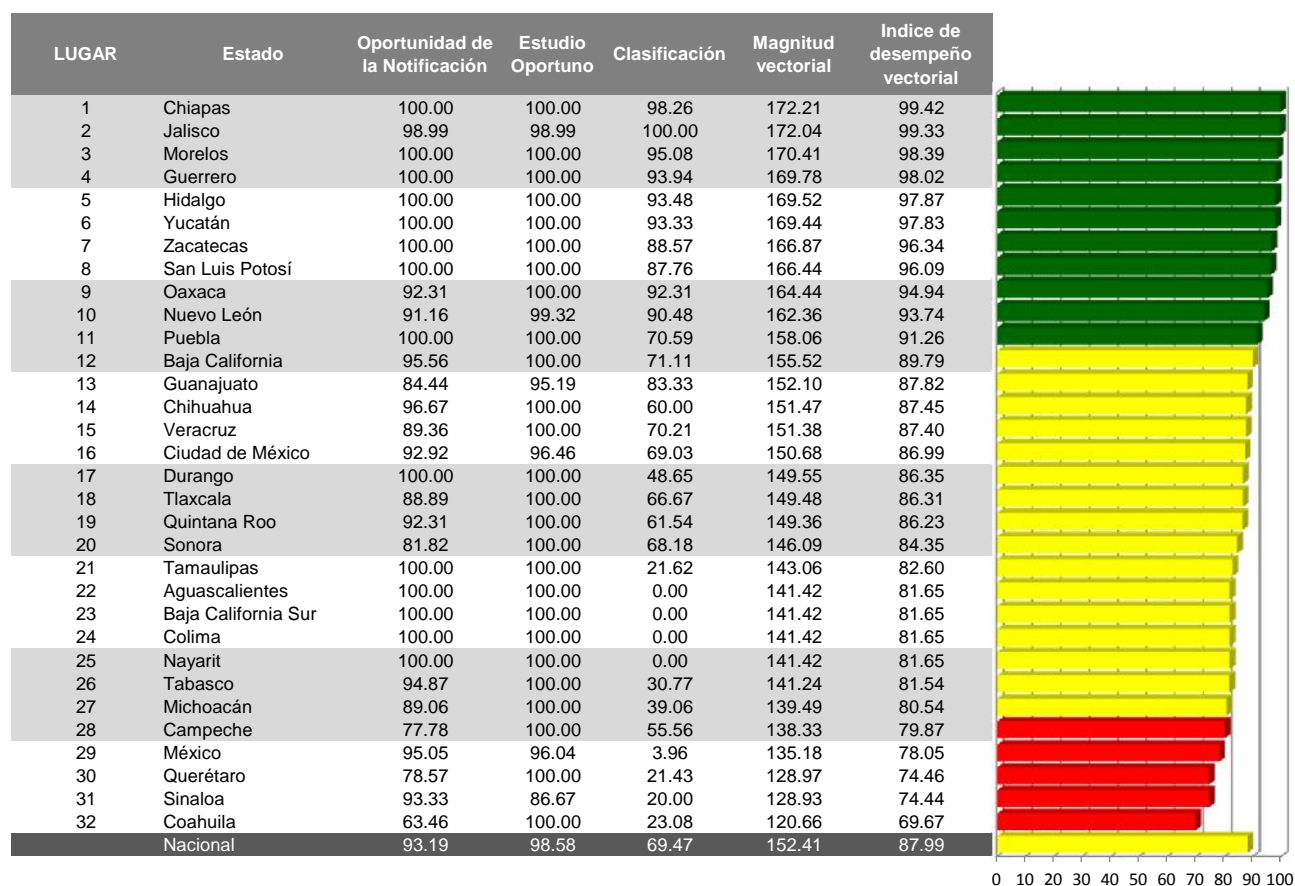 LUGAR Estado Oportunidad de la Notificación Estudio Oportuno Clasificación Magnitud vectorial Indice de desempeño vectorial
1 Chiapas 100.00 100.00 98.26 172.21 99.42
2 Jalisco 98.99 98.99 100.00 172.04 99.33
3 Morelos 100.00 100.00 95.08 170.41 98.39
4 Guerrero 100.00 100.00 93.94 169.78 98.02
5 Hidalgo 100.00 100.00 93.48 169.52 97.87
6 Yucatán 100.00 100.00 93.33 169.44 97.83
7 Zacatecas 100.00 100.00 88.57 166.87 96.34
8 San Luis Potosí 100.00 100.00 87.76 166.44 96.09
9 Oaxaca 92.31 100.00 92.31 164.44 94.94
10 Nuevo León 91.16 99.32 90.48 162.36 93.74
11 Puebla 100.00 100.00 70.59 158.06 91.26
12 Baja California 95.56 100.00 71.11 155.52 89.79
13 Guanajuato 84.44 95.19 83.33 152.10 87.82
14 Chihuahua 96.67 100.00 60.00 151.47 87.45
15 Veracruz 89.36 100.00 70.21 151.38 87.40
16 Ciudad de México 92.92 96.46 69.03 150.68 86.99
17 Durango 100.00 100.00 48.65 149.55 86.35
18 Tlaxcala 88.89 100.00 66.67 149.48 86.31
19 Quintana Roo 92.31 100.00 61.54 149.36 86.23
20 Sonora 81.82 100.00 68.18 146.09 84.35
21 Tamaulipas 100.00 100.00 21.62 143.06 82.60
22 Aguascalientes 100.00 100.00 0.00 141.42 81.65
23 Baja California Sur 100.00 100.00 0.00 141.42 81.65
24 Colima 100.00 100.00 0.00 141.42 81.65
25 Nayarit 100.00 100.00 0.00 141.42 81.65
26 Tabasco 94.87 100.00 30.77 141.24 81.54
27 Michoacán 89.06 100.00 39.06 139.49 80.54
28 Campeche 77.78 100.00 55.56 138.33 79.87
29 México 95.05 96.04 3.96 135.18 78.05
30 Querétaro 78.57 100.00 21.43 128.97 74.46
31 Sinaloa 93.33 86.67 20.00 128.93 74.44
32 Coahuila 63.46 100.00 23.08 120.66 69.67
Nacional 93.19 98.58 69.47 152.41 87.99
0 10 20 30 40 50 60 70 80 90 100